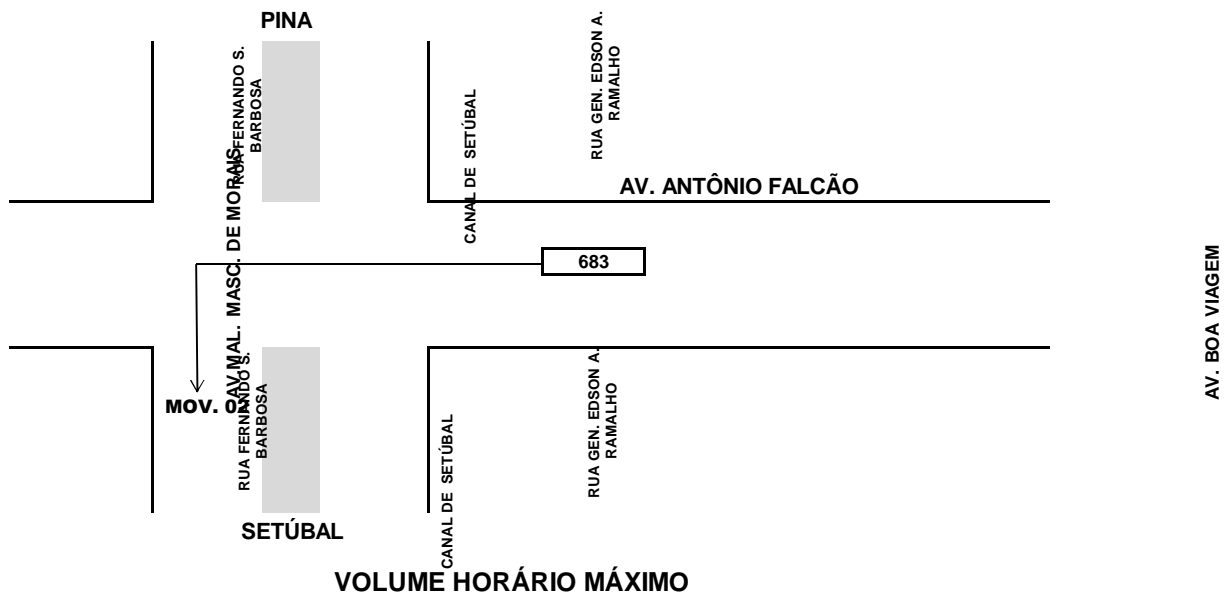 PINA
RUA FERNANDO S.
BARBOSA
CANAL DE SETÚBAL
RUA GEN. EDSON A.
RAMALHO
AV. ANTÔNIO FALCÃO
AV. MAL. MASC. DE MORAIS
683
AV. BOA VIAGEM
MOV. 02
RUA FERNANDO S.
BARBOSA
CANAL DE SETÚBAL
RUA GEN. EDSON A.
RAMALHO
SETÚBAL
VOLUME HORÁRIO MÁXIMO